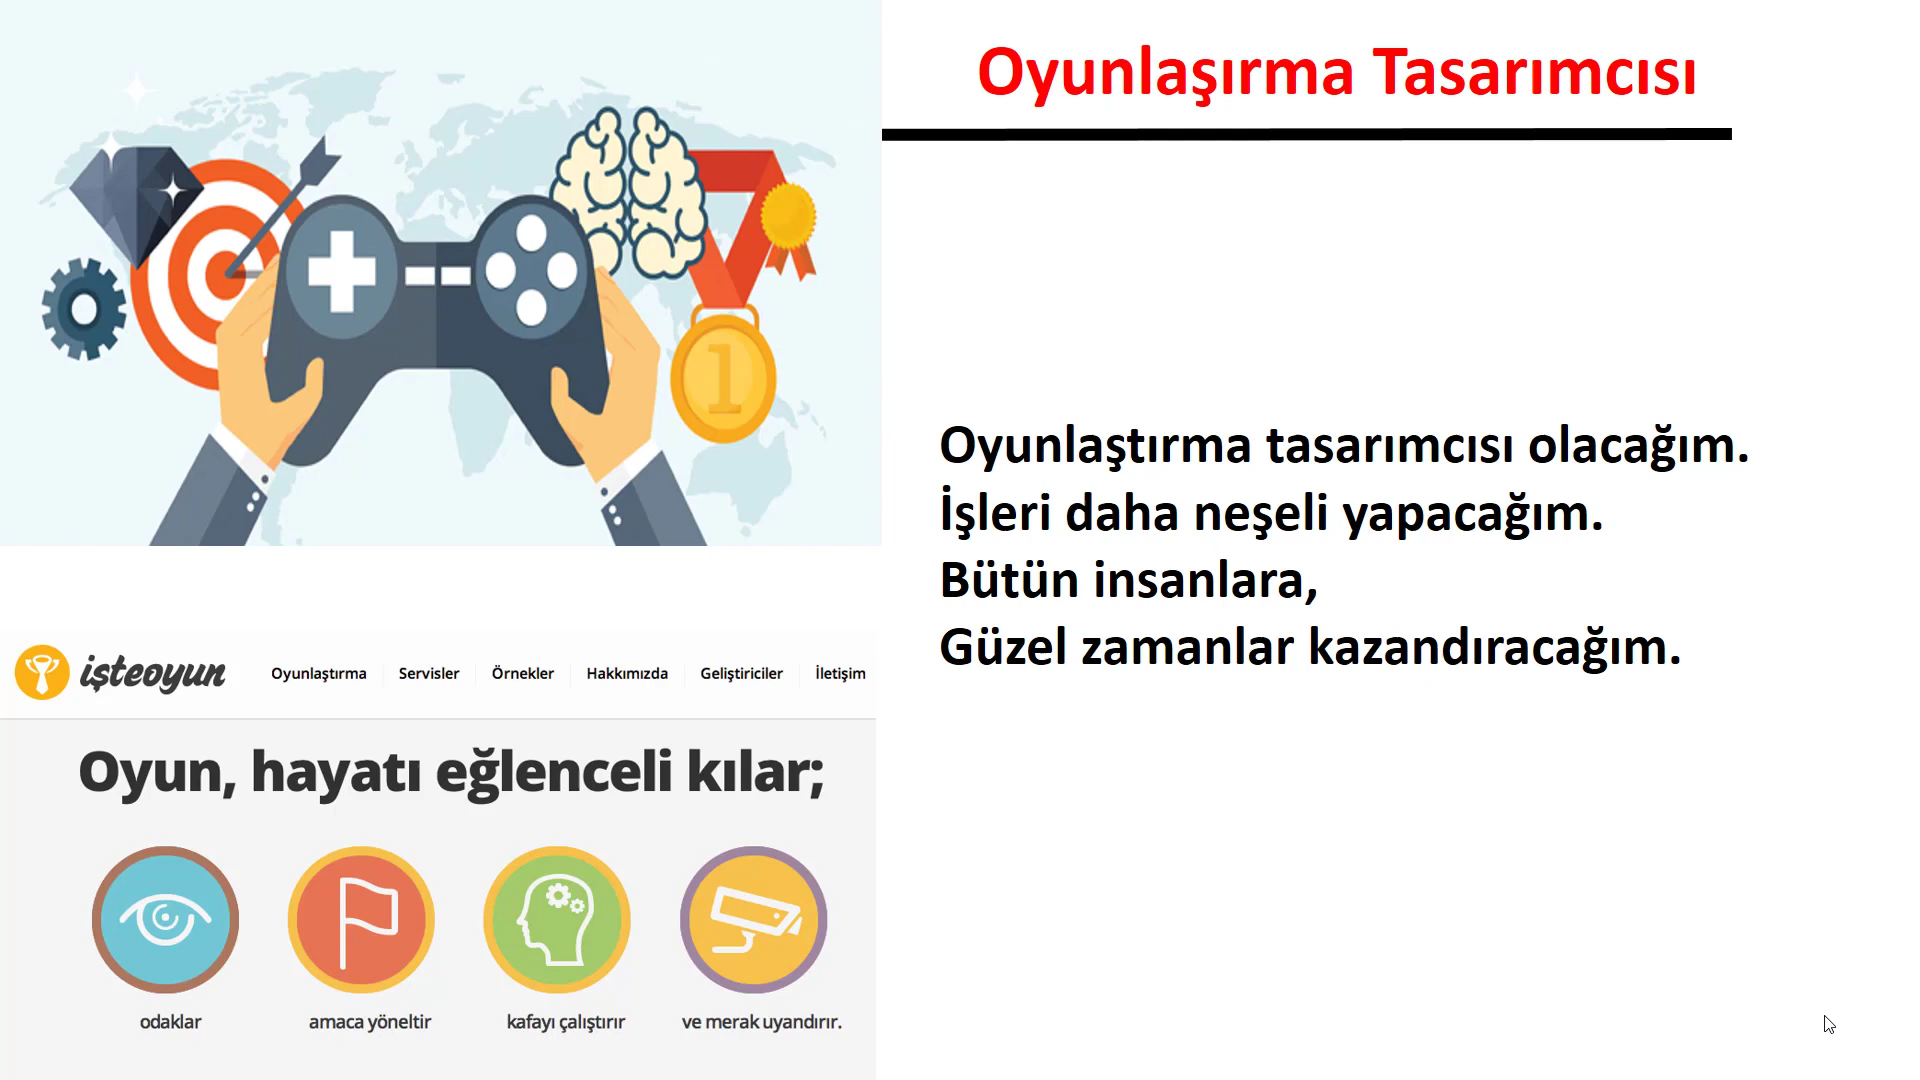 Oyunlaşırma Tasarımcısı
Oyunlaştırma tasarımcısı olacağım.
İşleri daha neşeli yapacağım.
Bütün insanlara,
Güzel zamanlar kazandıracağım.
1
işteoyun
Oyunlaştırma Servisler Örnekler Hakkımızda Geliştiriciler İletişim
Oyun, hayatı eğlenceli kılar;
odaklar amaca yöneltir kafayı çalıştırır ve merak uyandırır.